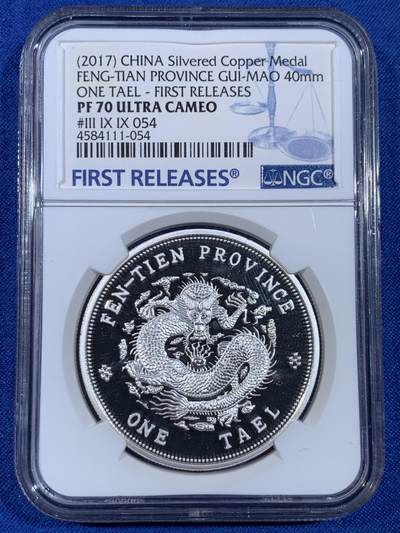 (2017) CHINA Silvered Copper Medal
FENG-TIAN PROVINCE GUI-MAO 40mm
ONE TAEL - FIRST RELEASES
PF 70 ULTRA CAMEO
#III IX IX 054
4584111-054
FIRST RELEASES®
NGC®
FEN-TIEN PROVINCE
ONE TAEL